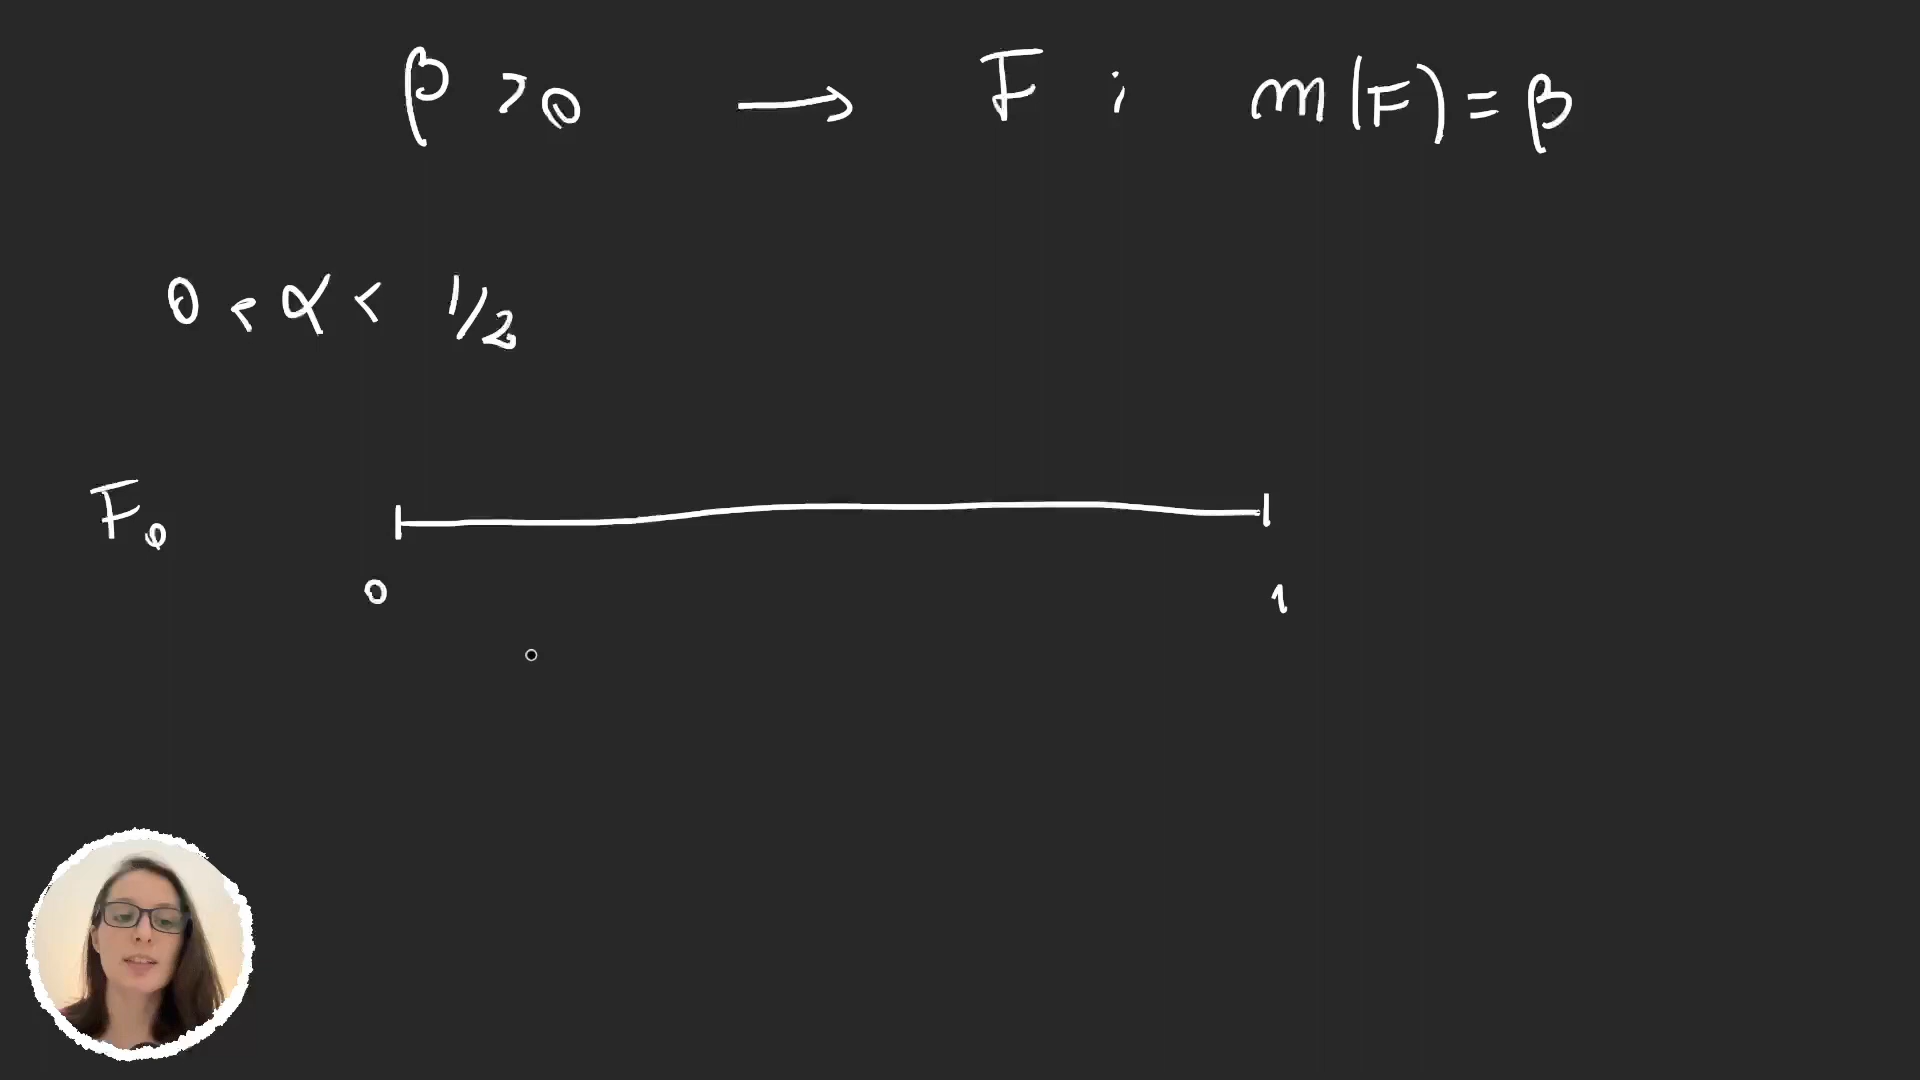 β > 0 → F ; m(F) = β
0 < α < 1/2
F₀
0 1